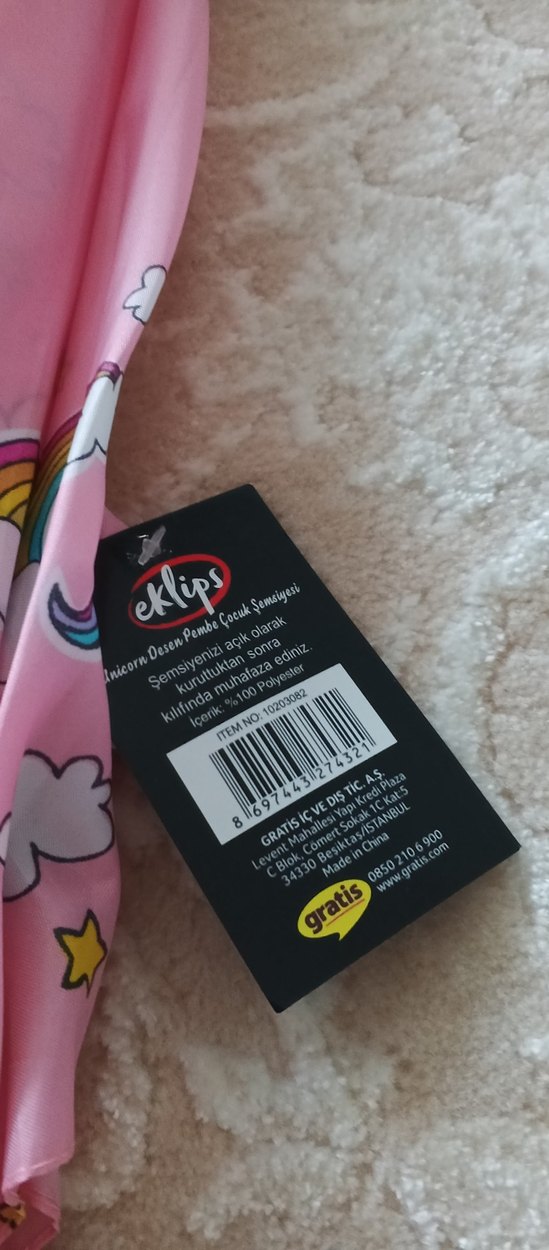 eklips
Unicorn Desen Pembe Çocuk Şemsiyesi
Şemsiyenizi açık olarak
kuruttuktan sonra
kılıfında muhafaza ediniz.
İçerik: %100 Polyester
ITEM NO: 10203082
8 697443 274321
GRATİS İÇ VE DIŞ TİC. A.Ş.
Levent Mahallesi Yapı Kredi Plaza
C Blok, Cömert Sokak 1C Kat:5
34330 Beşiktaş/İSTANBUL
Made in China
gratis
0850 210 6 900
www.gratis.com